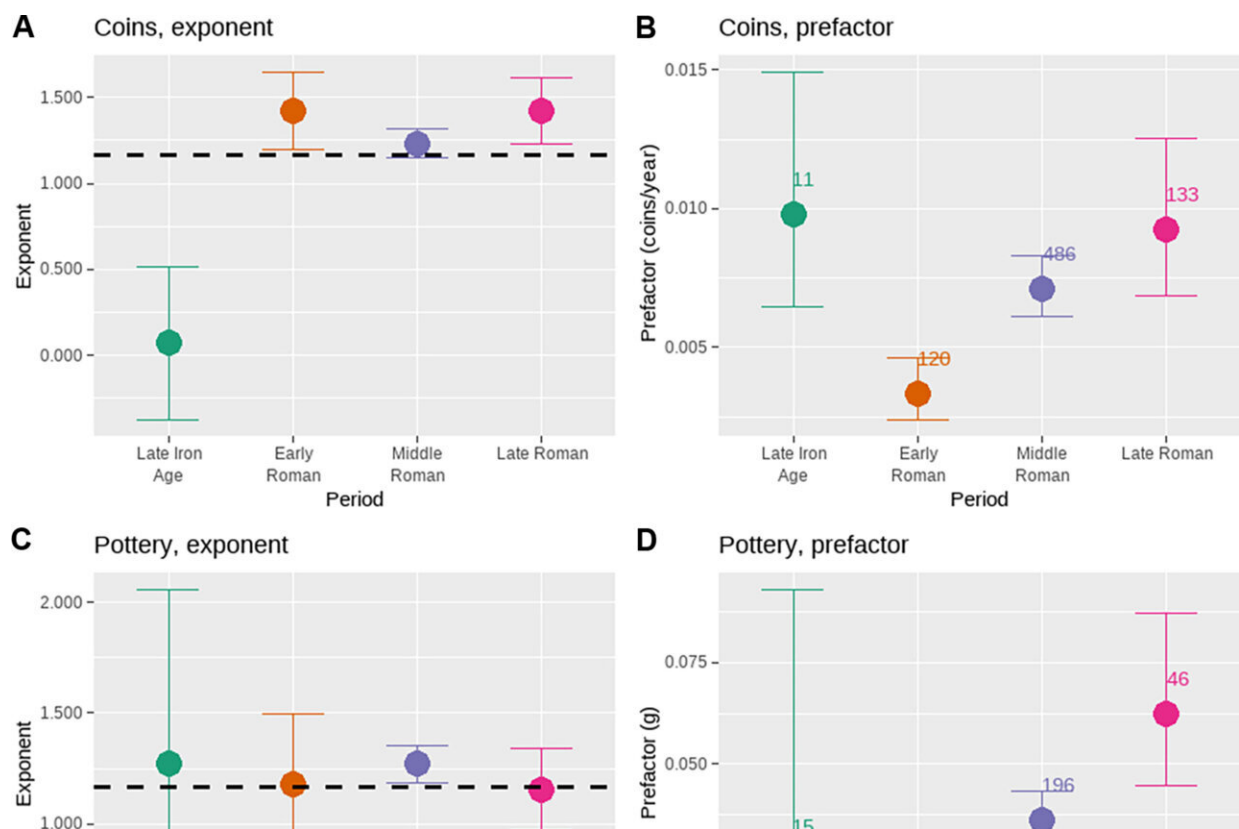 A Coins, exponent
1.500
1.000
0.500
0.000
Exponent
Late Iron Age
Early Roman
Middle Roman
Late Roman
Period
B Coins, prefactor
0.015
0.010
0.005
Prefactor (coins/year)
11
120
486
133
Late Iron Age
Early Roman
Middle Roman
Late Roman
Period
C Pottery, exponent
2.000
1.500
1.000
Exponent
D Pottery, prefactor
0.075
0.050
Prefactor (g)
15
196
46